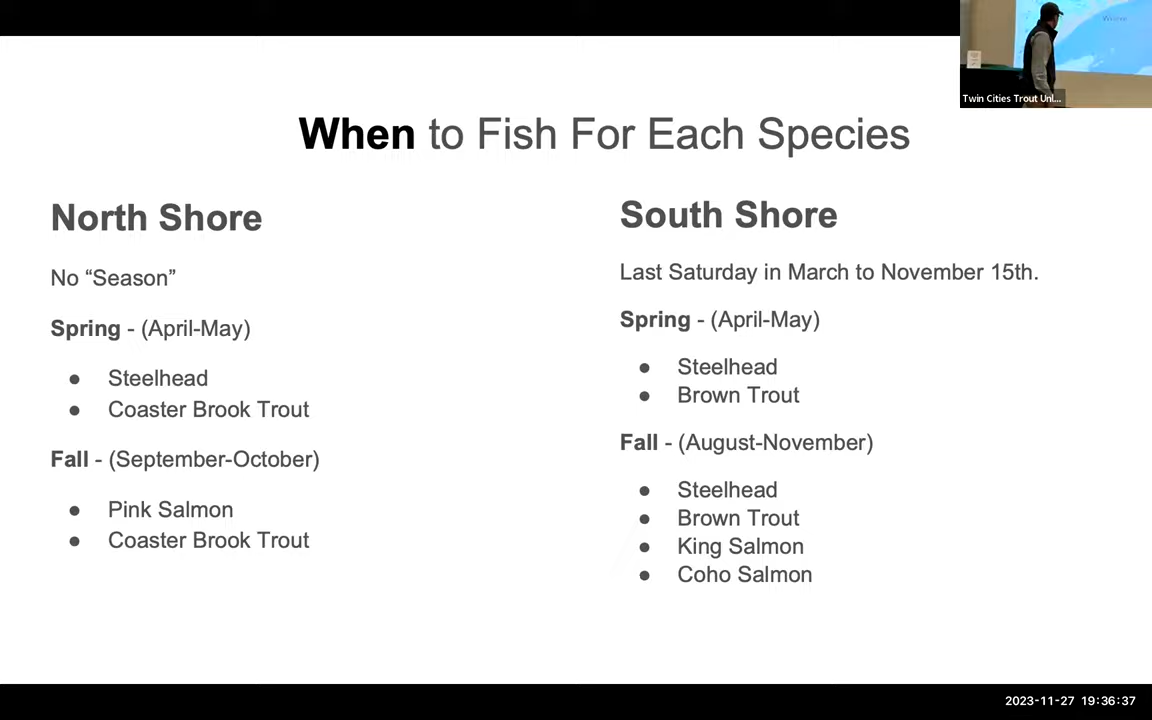 Twin Cities Trout Unl...
When to Fish For Each Species
North Shore
No “Season”
Spring - (April-May)
● Steelhead
● Coaster Brook Trout
Fall - (September-October)
● Pink Salmon
● Coaster Brook Trout
South Shore
Last Saturday in March to November 15th.
Spring - (April-May)
● Steelhead
● Brown Trout
Fall - (August-November)
● Steelhead
● Brown Trout
● King Salmon
● Coho Salmon
2023-11-27 19:36:37